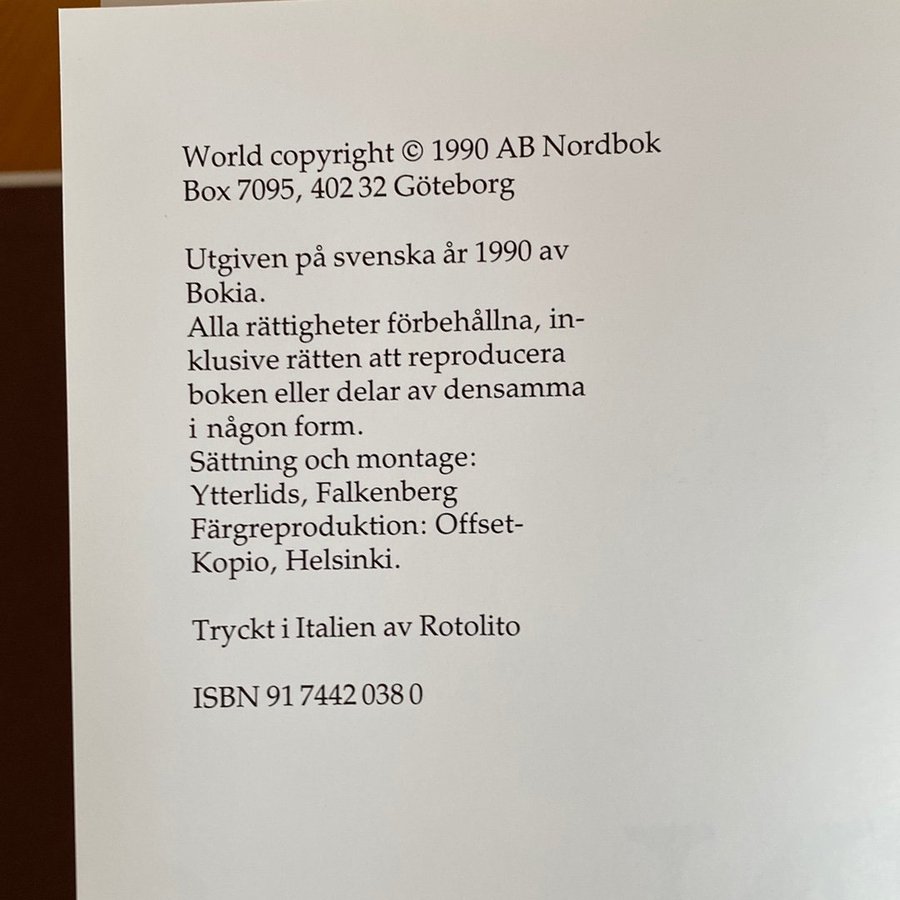 World copyright © 1990 AB Nordbok
Box 7095, 402 32 Göteborg
Utgiven på svenska år 1990 av
Bokia.
Alla rättigheter förbehållna, in-
klusive rätten att reproducera
boken eller delar av densamma
i någon form.
Sättning och montage:
Ytterlids, Falkenberg
Färgreproduktion: Offset-
Kopio, Helsinki.
Tryckt i Italien av Rotolito
ISBN 91 7442 038 0